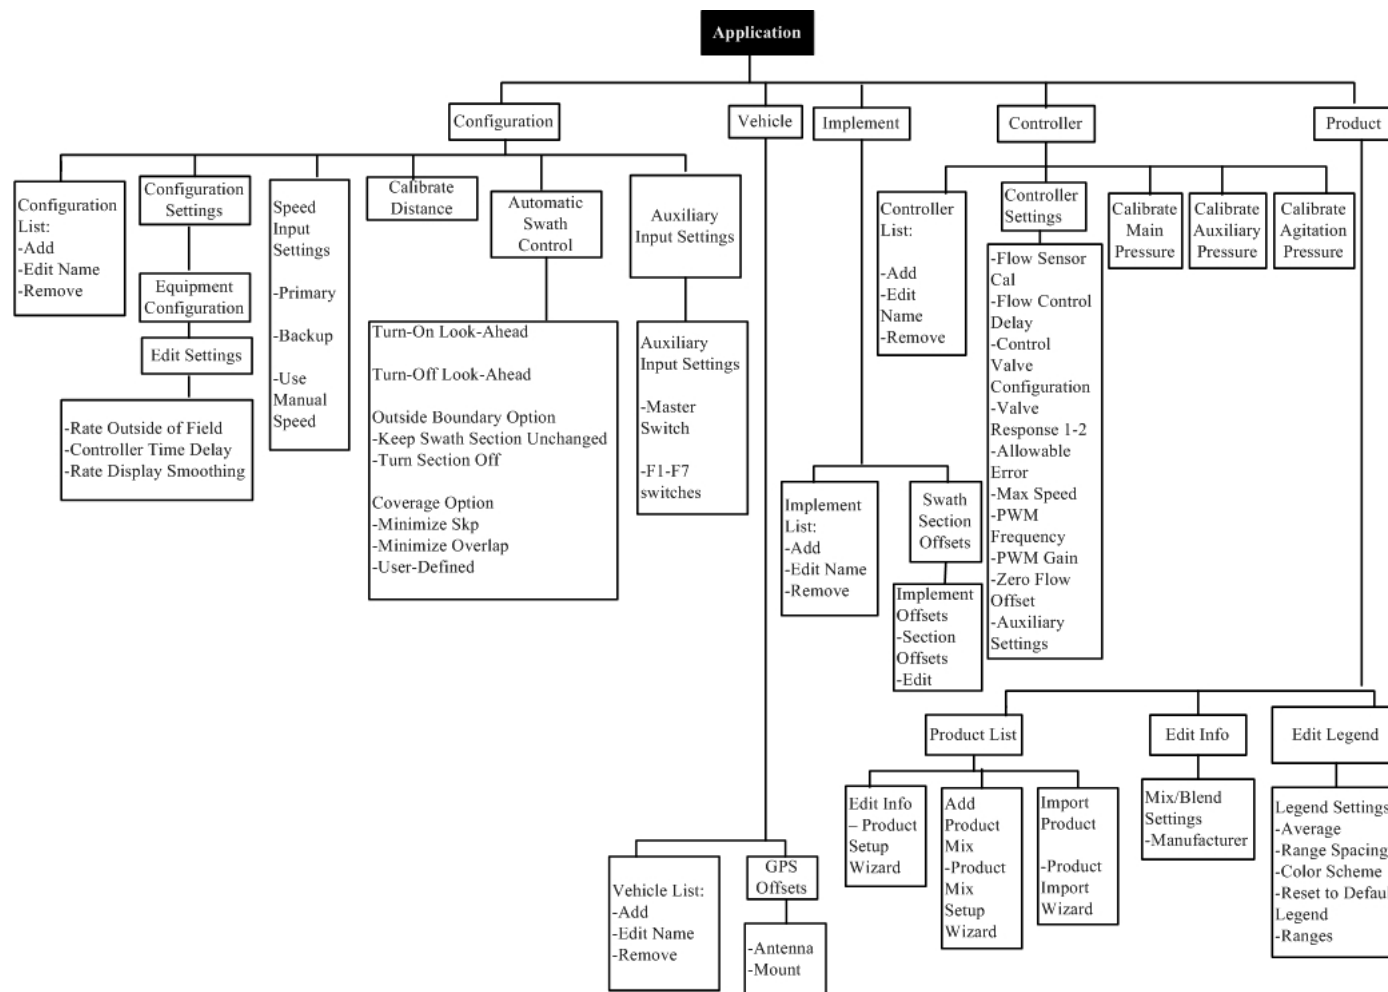 Application
Configuration
Vehicle
Implement
Controller
Product
Configuration
List:
-Add
-Edit Name
-Remove
Configuration
Settings
Equipment
Configuration
Edit Settings
-Rate Outside of Field
-Controller Time Delay
-Rate Display Smoothing
Speed
Input
Settings
-Primary
-Backup
-Use
Manual
Speed
Calibrate
Distance
Automatic
Swath
Control
Turn-On Look-Ahead
Turn-Off Look-Ahead
Outside Boundary Option
-Keep Swath Section Unchanged
-Turn Section Off
Coverage Option
-Minimize Skp
-Minimize Overlap
-User-Defined
Auxiliary
Input Settings
Auxiliary
Input Settings
-Master
Switch
-F1-F7
switches
Vehicle List:
-Add
-Edit Name
-Remove
GPS
Offsets
-Antenna
-Mount
Implement
List:
-Add
-Edit Name
-Remove
Swath
Section
Offsets
Implement
Offsets
-Section
Offsets
-Edit
Controller
List:
-Add
-Edit
Name
-Remove
Controller
Settings
-Flow Sensor
Cal
-Flow Control
Delay
-Control
Valve
Configuration
-Valve
Response 1-2
-Allowable
Error
-Max Speed
-PWM
Frequency
-PWM Gain
-Zero Flow
Offset
-Auxiliary
Settings
Calibrate
Main
Pressure
Calibrate
Auxiliary
Pressure
Calibrate
Agitation
Pressure
Product List
Edit Info
– Product
Setup
Wizard
Add
Product
Mix
-Product
Mix
Setup
Wizard
Import
Product
-Product
Import
Wizard
Edit Info
Mix/Blend
Settings
-Manufacturer
Edit Legend
Legend Settings
-Average
-Range Spacing
-Color Scheme
-Reset to Default
Legend
-Ranges